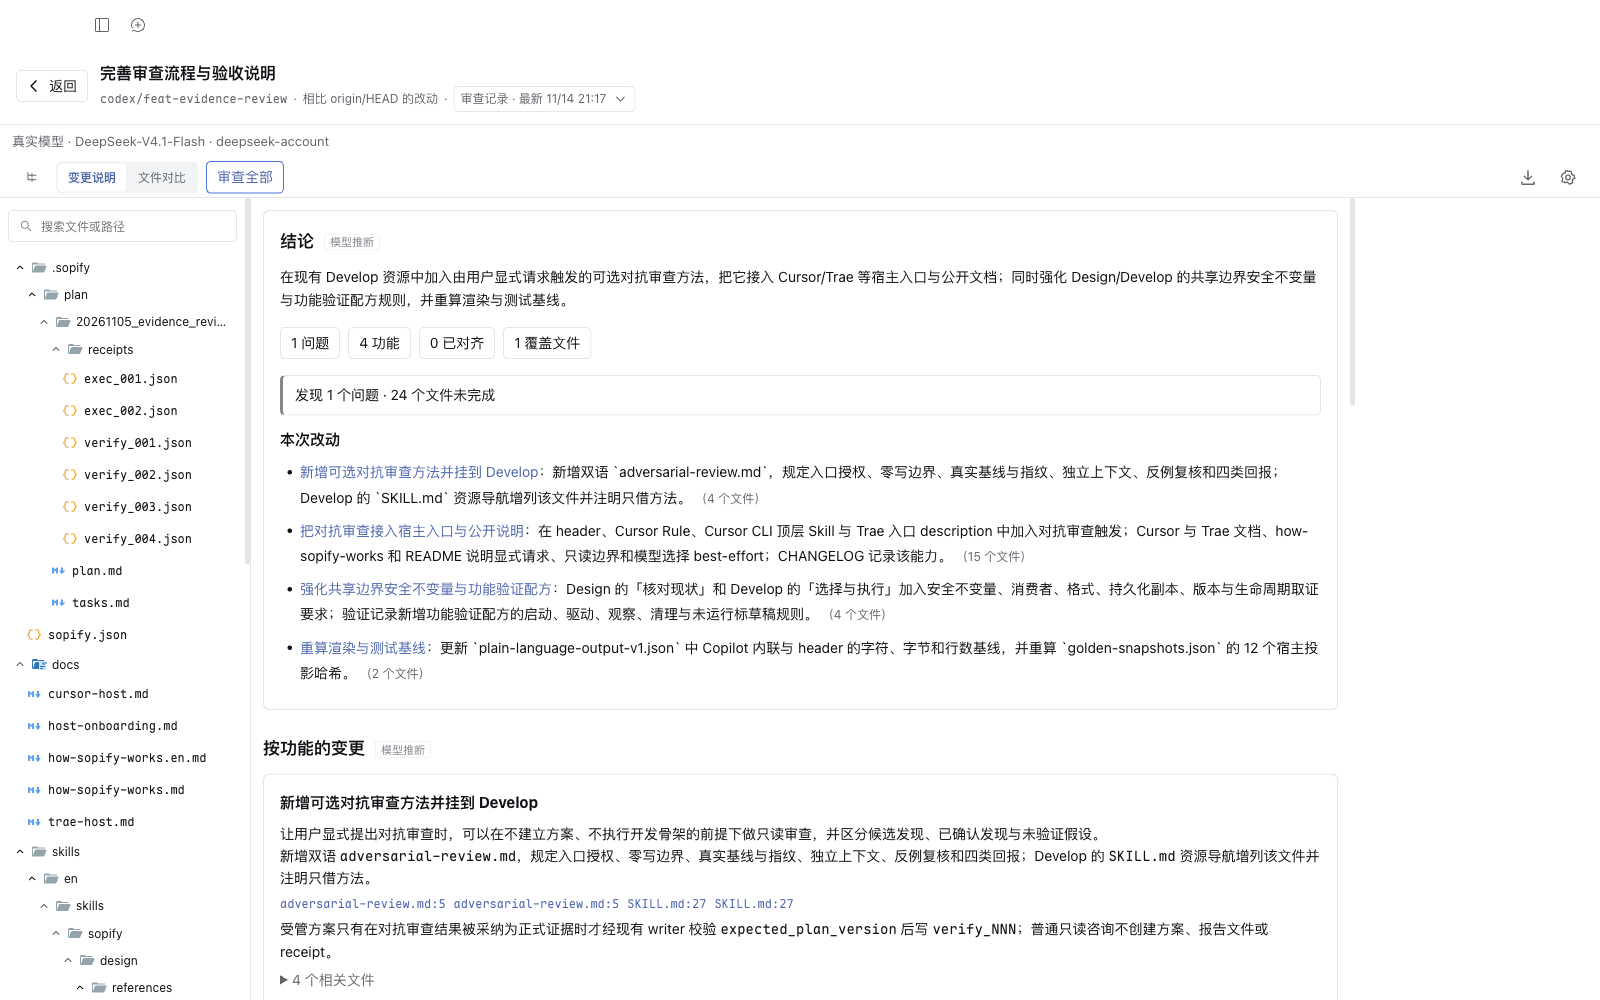 返回
完善审查流程与验收说明
codex/feat-evidence-review · 相比 origin/HEAD 的改动 · 审查记录 · 最新 11/14 21:17
真实模型 · DeepSeek-V4.1-Flash · deepseek-account
变更说明 文件对比 审查全部
搜索文件或路径
.sopify
plan
20261105_evidence_revi...
receipts
exec_001.json
exec_002.json
verify_001.json
verify_002.json
verify_003.json
verify_004.json
plan.md
tasks.md
sopify.json
docs
cursor-host.md
host-onboarding.md
how-sopify-works.en.md
how-sopify-works.md
trae-host.md
skills
en
skills
sopify
design
references
结论 模型推断
在现有 Develop 资源中加入由用户显式请求触发的可选对抗审查方法，把它接入 Cursor/Trae 等宿主入口与公开文档；同时强化 Design/Develop 的共享边界安全不变量
与功能验证配方规则，并重算渲染与测试基线。
1 问题 4 功能 0 已对齐 1 覆盖文件
发现 1 个问题 · 24 个文件未完成
本次改动
• 新增可选对抗审查方法并挂到 Develop：新增双语 `adversarial-review.md`，规定入口授权、零写边界、真实基线与指纹、独立上下文、反例复核和四类回报；
Develop 的 `SKILL.md` 资源导航增列该文件并注明只借方法。 (4 个文件)
• 把对抗审查接入宿主入口与公开说明：在 header、Cursor Rule、Cursor CLI 顶层 Skill 与 Trae 入口 description 中加入对抗审查触发；Cursor 与 Trae 文档、how-
sopify-works 和 README 说明显式请求、只读边界和模型选择 best-effort；CHANGELOG 记录该能力。 (15 个文件)
• 强化共享边界安全不变量与功能验证配方：Design 的「核对现状」和 Develop 的「选择与执行」加入安全不变量、消费者、格式、持久化副本、版本与生命周期取证
要求；验证记录新增功能验证配方的启动、驱动、观察、清理与未运行标草稿规则。 (4 个文件)
• 重算渲染与测试基线：更新 `plain-language-output-v1.json` 中 Copilot 内联与 header 的字符、字节和行数基线，并重算 `golden-snapshots.json` 的 12 个宿主投
影哈希。 (2 个文件)
按功能的变更 模型推断
新增可选对抗审查方法并挂到 Develop
让用户显式提出对抗审查时，可以在不建立方案、不执行开发骨架的前提下做只读审查，并区分候选发现、已确认发现与未验证假设。
新增双语 adversarial-review.md，规定入口授权、零写边界、真实基线与指纹、独立上下文、反例复核和四类回报；Develop 的 SKILL.md 资源导航增列该文件并
注明只借方法。
adversarial-review.md:5 adversarial-review.md:5 SKILL.md:27 SKILL.md:27
受管方案只有在对抗审查结果被采纳为正式证据时才经现有 writer 校验 expected_plan_version 后写 verify_NNN；普通只读咨询不创建方案、报告文件或
receipt。
4 个相关文件